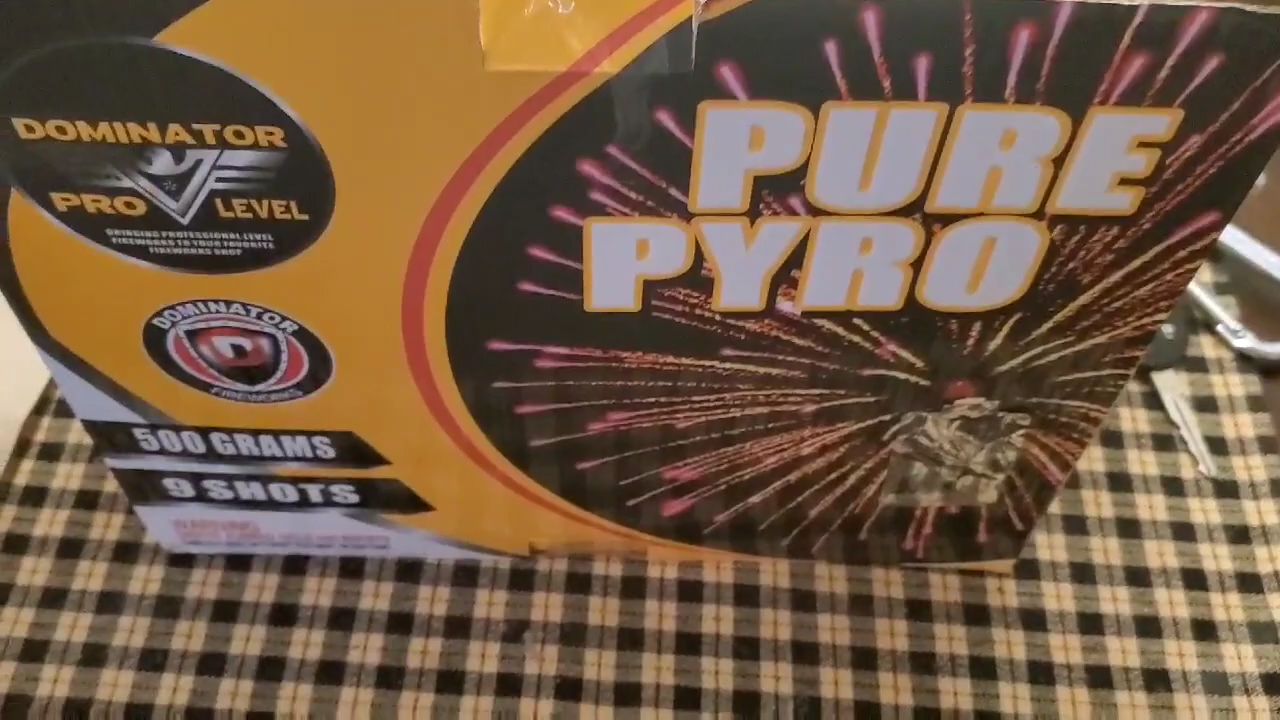 DOMINATOR
PRO LEVEL
BRINGING PROFESSIONAL LEVEL
FIREWORKS TO YOUR FAVORITE
FIREWORKS SHOP
DOMINATOR
D
FIREWORKS
500 GRAMS
9 SHOTS
WARNING
PURE
PYRO